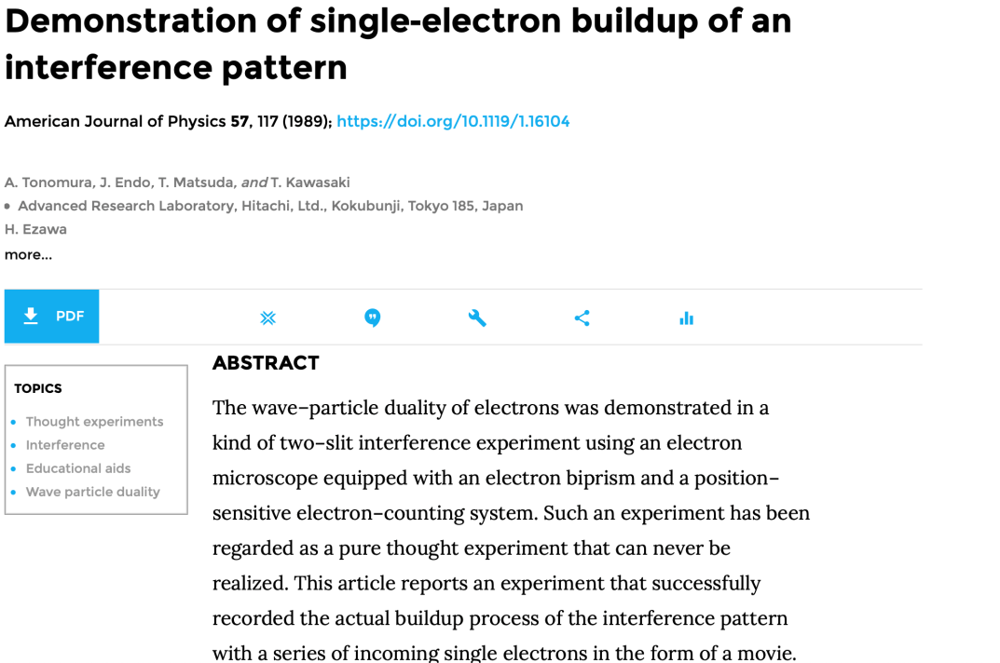 Demonstration of single-electron buildup of an
interference pattern
American Journal of Physics 57, 117 (1989); https://doi.org/10.1119/1.16104
A. Tonomura, J. Endo, T. Matsuda, and T. Kawasaki
• Advanced Research Laboratory, Hitachi, Ltd., Kokubunji, Tokyo 185, Japan
H. Ezawa
more...
PDF
TOPICS
• Thought experiments
• Interference
• Educational aids
• Wave particle duality
ABSTRACT
The wave–particle duality of electrons was demonstrated in a
kind of two–slit interference experiment using an electron
microscope equipped with an electron biprism and a position–
sensitive electron–counting system. Such an experiment has been
regarded as a pure thought experiment that can never be
realized. This article reports an experiment that successfully
recorded the actual buildup process of the interference pattern
with a series of incoming single electrons in the form of a movie.